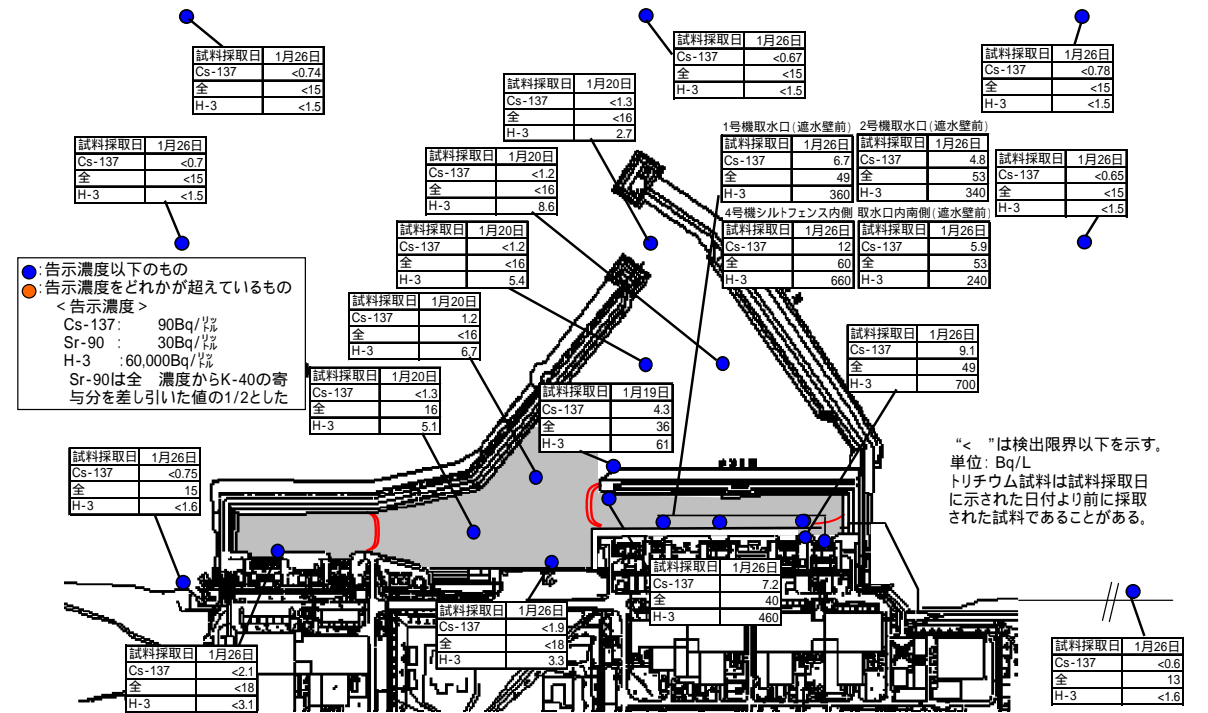 試料採取日 1月26日
Cs-137 <0.74
全 <15
H-3 <1.5
試料採取日 1月26日
Cs-137 <0.67
全 <15
H-3 <1.5
試料採取日 1月26日
Cs-137 <0.78
全 <15
H-3 <1.5
試料採取日 1月20日
Cs-137 <1.3
全 <16
H-3 2.7
試料採取日 1月26日
Cs-137 <0.7
全 <15
H-3 <1.5
試料採取日 1月20日
Cs-137 <1.2
全 <16
H-3 8.6
1号機取水口(遮水壁前)
試料採取日 1月26日
Cs-137 6.7
全 49
H-3 360
2号機取水口(遮水壁前)
試料採取日 1月26日
Cs-137 4.8
全 53
H-3 340
試料採取日 1月26日
Cs-137 <0.65
全 <15
H-3 <1.5
4号機シルトフェンス内側
試料採取日 1月26日
Cs-137 12
全 60
H-3 660
取水口内南側(遮水壁前)
試料採取日 1月26日
Cs-137 5.9
全 53
H-3 240
試料採取日 1月20日
Cs-137 <1.2
全 <16
H-3 5.4
:告示濃度以下のもの
:告示濃度をどれかが超えているもの
<告示濃度>
Cs-137: 90Bq/㍑
Sr-90 : 30Bq/㍑
H-3 :60,000Bq/㍑
Sr-90は全 濃度からK-40の寄
与分を差し引いた値の1/2とした
試料採取日 1月20日
Cs-137 1.2
全 <16
H-3 6.7
試料採取日 1月26日
Cs-137 9.1
全 49
H-3 700
試料採取日 1月20日
Cs-137 <1.3
全 16
H-3 5.1
試料採取日 1月19日
Cs-137 4.3
全 36
H-3 61
試料採取日 1月26日
Cs-137 <0.75
全 15
H-3 <1.6
“< ”は検出限界以下を示す。
単位: Bq/L
トリチウム試料は試料採取日
に示された日付より前に採取
された試料であることがある。
試料採取日 1月26日
Cs-137 7.2
全 40
H-3 460
試料採取日 1月26日
Cs-137 <1.9
全 <18
H-3 3.3
試料採取日 1月26日
Cs-137 <2.1
全 <18
H-3 <3.1
試料採取日 1月26日
Cs-137 <0.6
全 13
H-3 <1.6